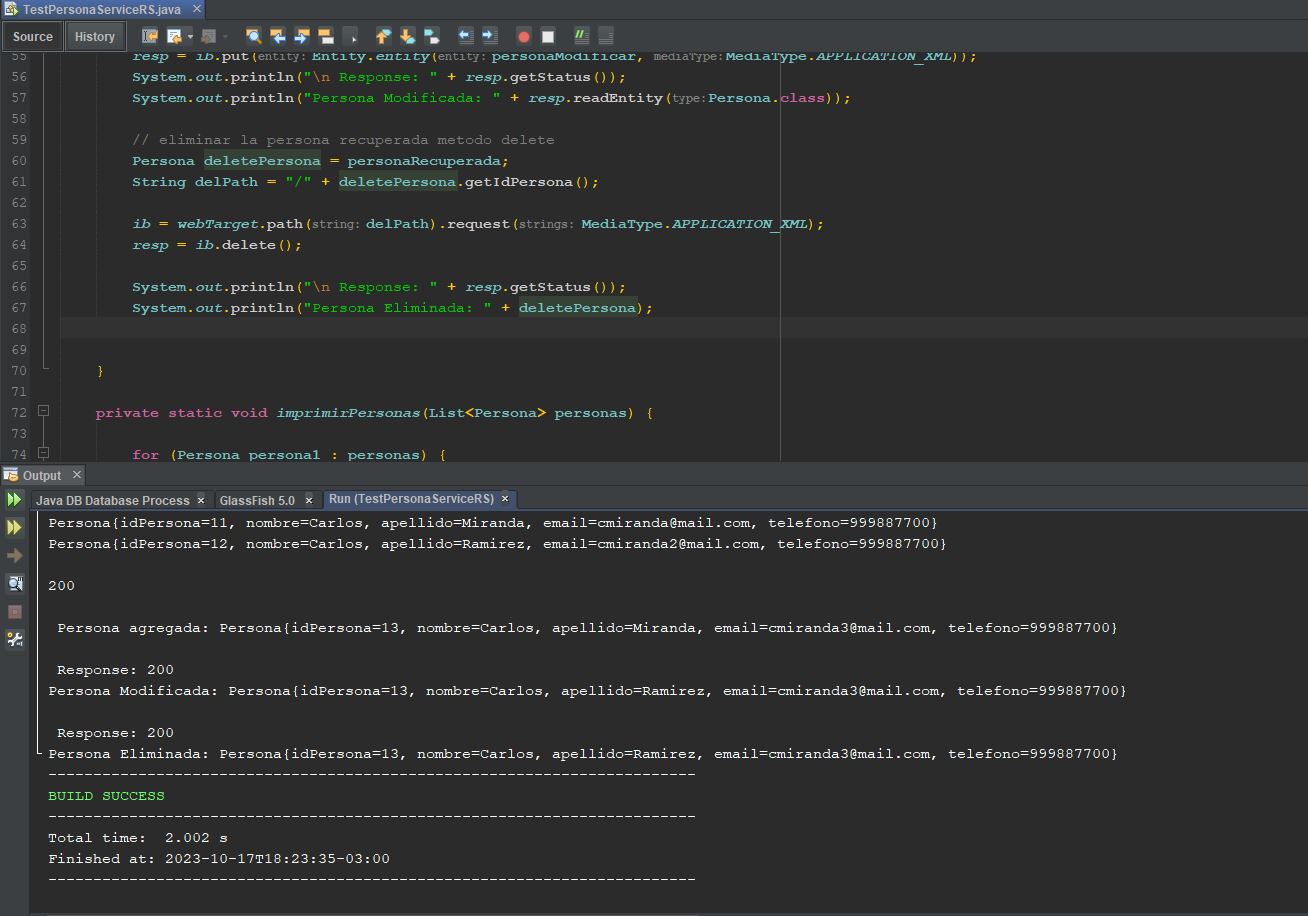 TestPersonaServiceRS.java ×
Source History
55 resp = ib.put(entity: Entity.entity(entity: personaModificar, mediaType: MediaType.APPLICATION_XML));
56 System.out.println("\n Response: " + resp.getStatus());
57 System.out.println("Persona Modificada: " + resp.readEntity(type: Persona.class));
58
59 // eliminar la persona recuperada metodo delete
60 Persona deletePersona = personaRecuperada;
61 String delPath = "/" + deletePersona.getIdPersona();
62
63 ib = webTarget.path(string: delPath).request(strings: MediaType.APPLICATION_XML);
64 resp = ib.delete();
65
66 System.out.println("\n Response: " + resp.getStatus());
67 System.out.println("Persona Eliminada: " + deletePersona);
68
69
70 }
71
72 private static void imprimirPersonas(List<Persona> personas) {
73
74 for (Persona persona1 : personas) {
Output ×
Java DB Database Process × GlassFish 5.0 × Run (TestPersonaServiceRS) ×
Persona{idPersona=11, nombre=Carlos, apellido=Miranda, email=cmiranda@mail.com, telefono=999887700}
Persona{idPersona=12, nombre=Carlos, apellido=Ramirez, email=cmiranda2@mail.com, telefono=999887700}
200
Persona agregada: Persona{idPersona=13, nombre=Carlos, apellido=Miranda, email=cmiranda3@mail.com, telefono=999887700}
Response: 200
Persona Modificada: Persona{idPersona=13, nombre=Carlos, apellido=Ramirez, email=cmiranda3@mail.com, telefono=999887700}
Response: 200
Persona Eliminada: Persona{idPersona=13, nombre=Carlos, apellido=Ramirez, email=cmiranda3@mail.com, telefono=999887700}
------------------------------------------------------------------------
BUILD SUCCESS
------------------------------------------------------------------------
Total time:  2.002 s
Finished at: 2023-10-17T18:23:35-03:00
------------------------------------------------------------------------